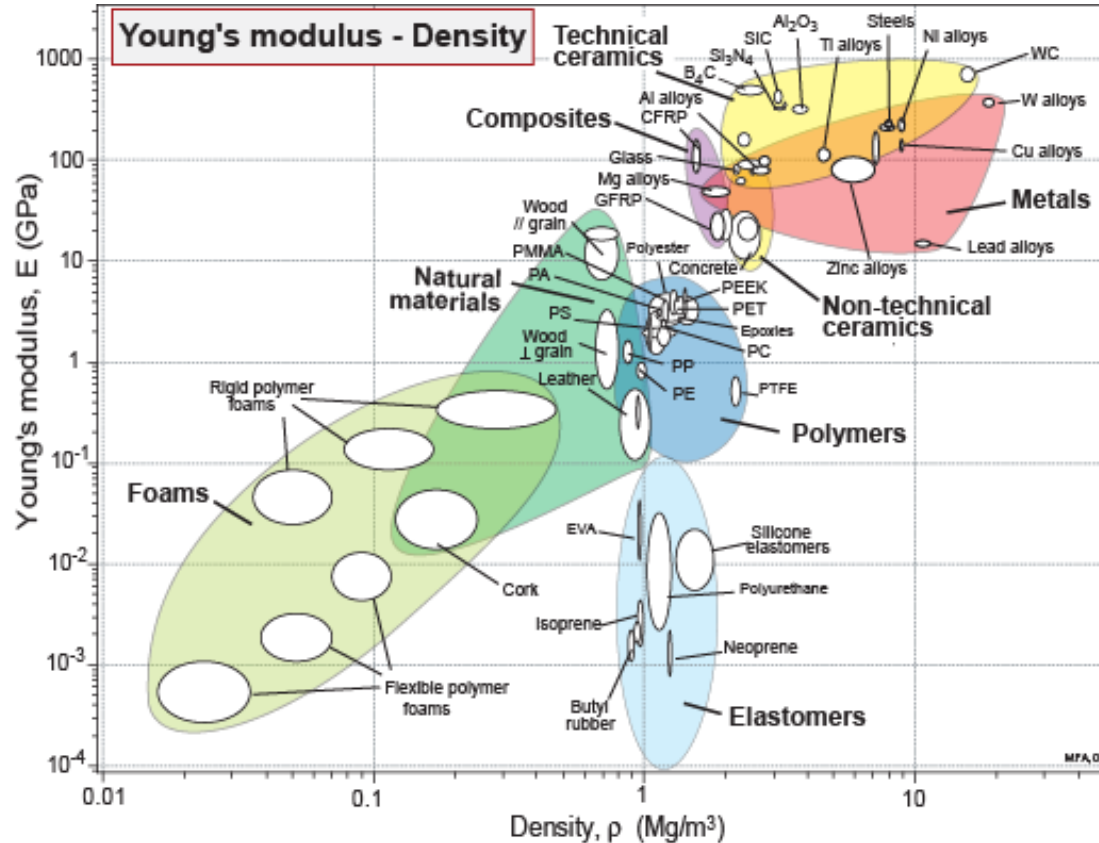 Young's modulus - Density
Technical
ceramics
Composites
Natural
materials
Foams
Metals
Non-technical
ceramics
Polymers
Elastomers
Al₂O₃
SiC
Si₃N₄
B₄C
Steels
Ti alloys
Ni alloys
WC
W alloys
Cu alloys
Al alloys
CFRP
Glass
Mg alloys
GFRP
Lead alloys
Zinc alloys
Concrete
Wood
// grain
PMMA
PA
PS
Wood
⊥ grain
Leather
Polyester
PEEK
PET
Epoxies
PC
PP
PE
PTFE
Rigid polymer
foams
Cork
Flexible polymer
foams
EVA
Isoprene
Butyl
rubber
Silicone
elastomers
Polyurethane
Neoprene
Young's modulus, E (GPa)
1000
100
10
1
10⁻¹
10⁻²
10⁻³
10⁻⁴
0.01
0.1
1
10
Density, ρ (Mg/m³)